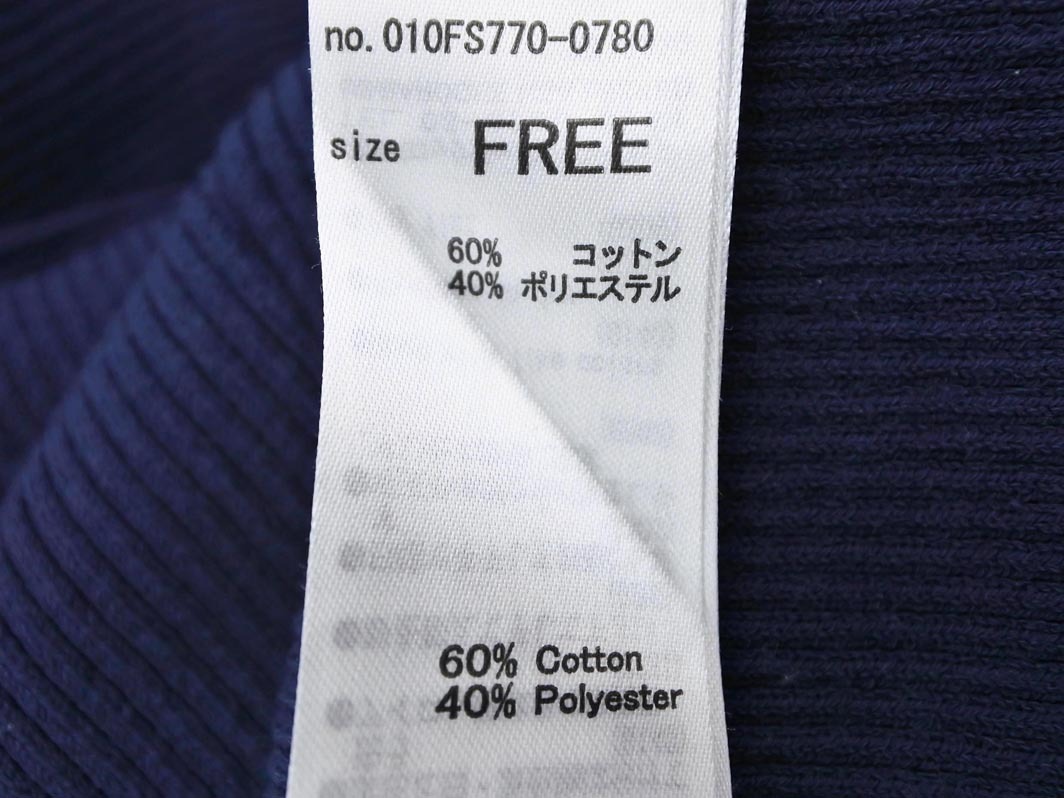 no. 010FS770-0780
size FREE
60% コットン
40% ポリエステル
60% Cotton
40% Polyester